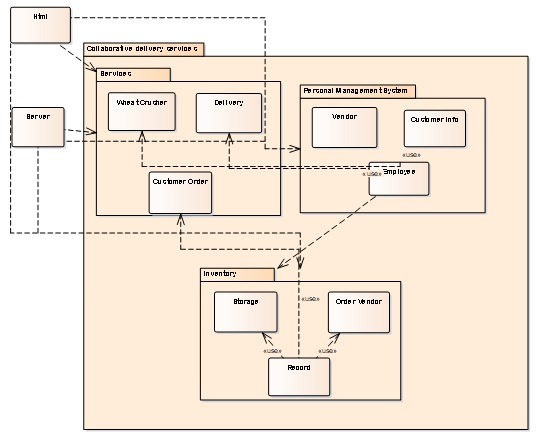 Html
Collaborative delivery services
Services
Personal Management System
Wheat Crucher
Delivery
Vendor
Customer Info
Server
«use»
«use»
Employee
Customer Order
Inventory
Storage
«use»
Order Vendor
«use»
«use»
Record